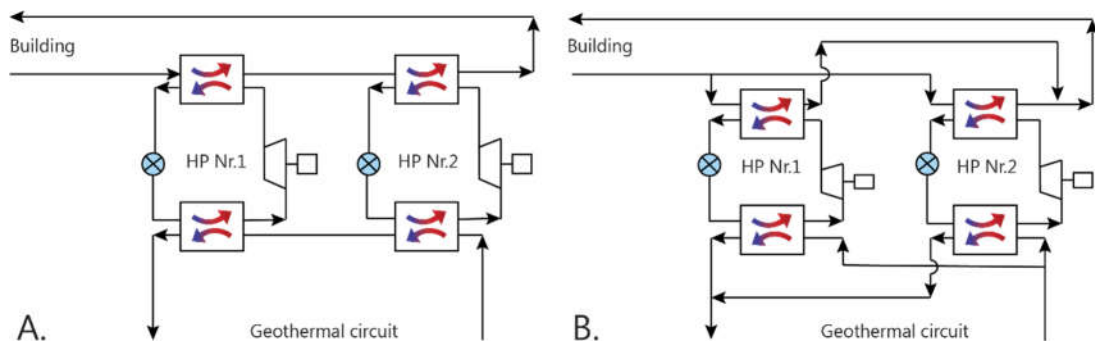 Building
HP Nr.1
HP Nr.2
A.
Geothermal circuit
Building
HP Nr.1
HP Nr.2
B.
Geothermal circuit